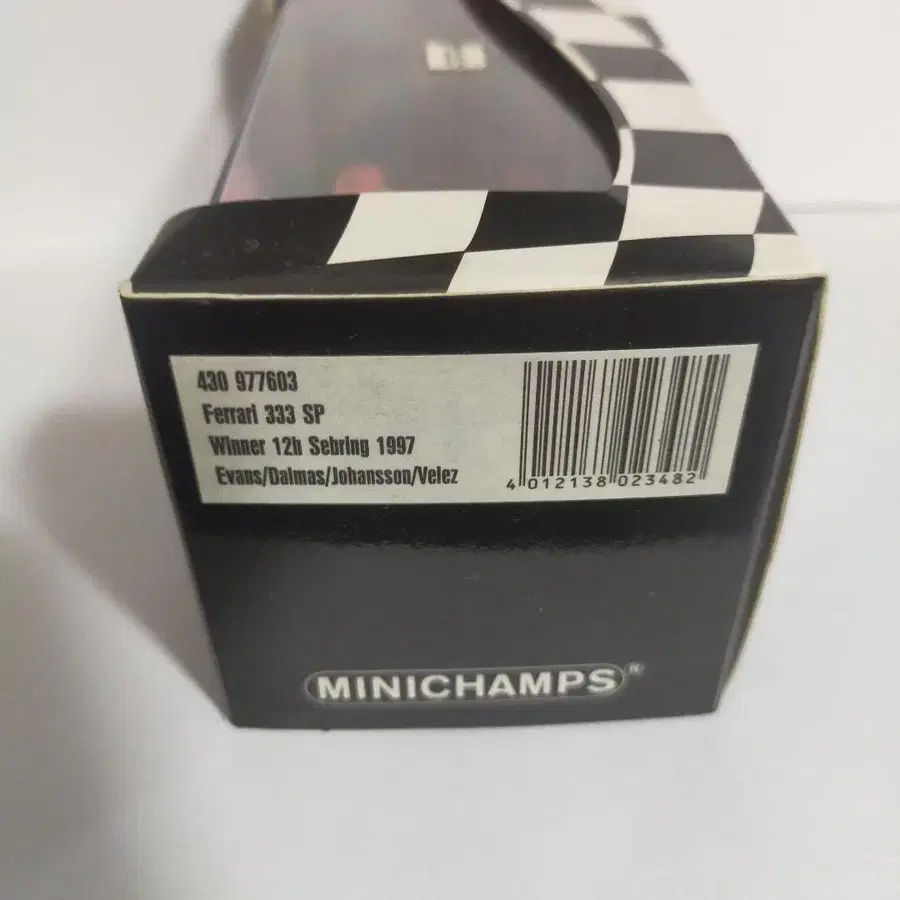 430 977603
Ferrari 333 SP
Winner 12h Sebring 1997
Evans/Dalmas/Johansson/Velez
4 012138 023482
MINICHAMPS®